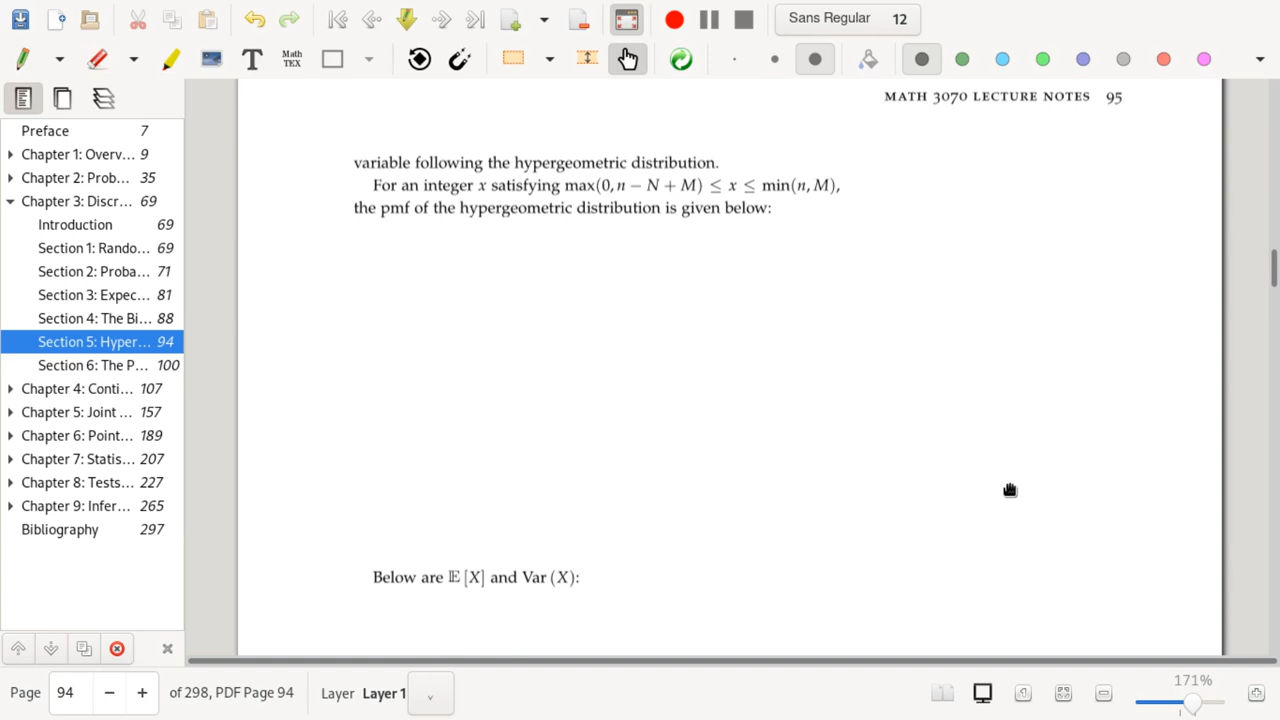 Sans Regular 12
Math TEX
Preface 7
Chapter 1: Overv... 9
Chapter 2: Prob... 35
Chapter 3: Discr... 69
Introduction 69
Section 1: Rando... 69
Section 2: Proba... 71
Section 3: Expec... 81
Section 4: The Bi... 88
Section 5: Hyper... 94
Section 6: The P... 100
Chapter 4: Conti... 107
Chapter 5: Joint ... 157
Chapter 6: Point... 189
Chapter 7: Statis... 207
Chapter 8: Tests... 227
Chapter 9: Infer... 265
Bibliography 297
MATH 3070 LECTURE NOTES 95
variable following the hypergeometric distribution.
For an integer x satisfying max(0, n − N + M) ≤ x ≤ min(n, M),
the pmf of the hypergeometric distribution is given below:
Below are 𝔼 [X] and Var (X):
Page 94 of 298, PDF Page 94 Layer Layer 1 171%